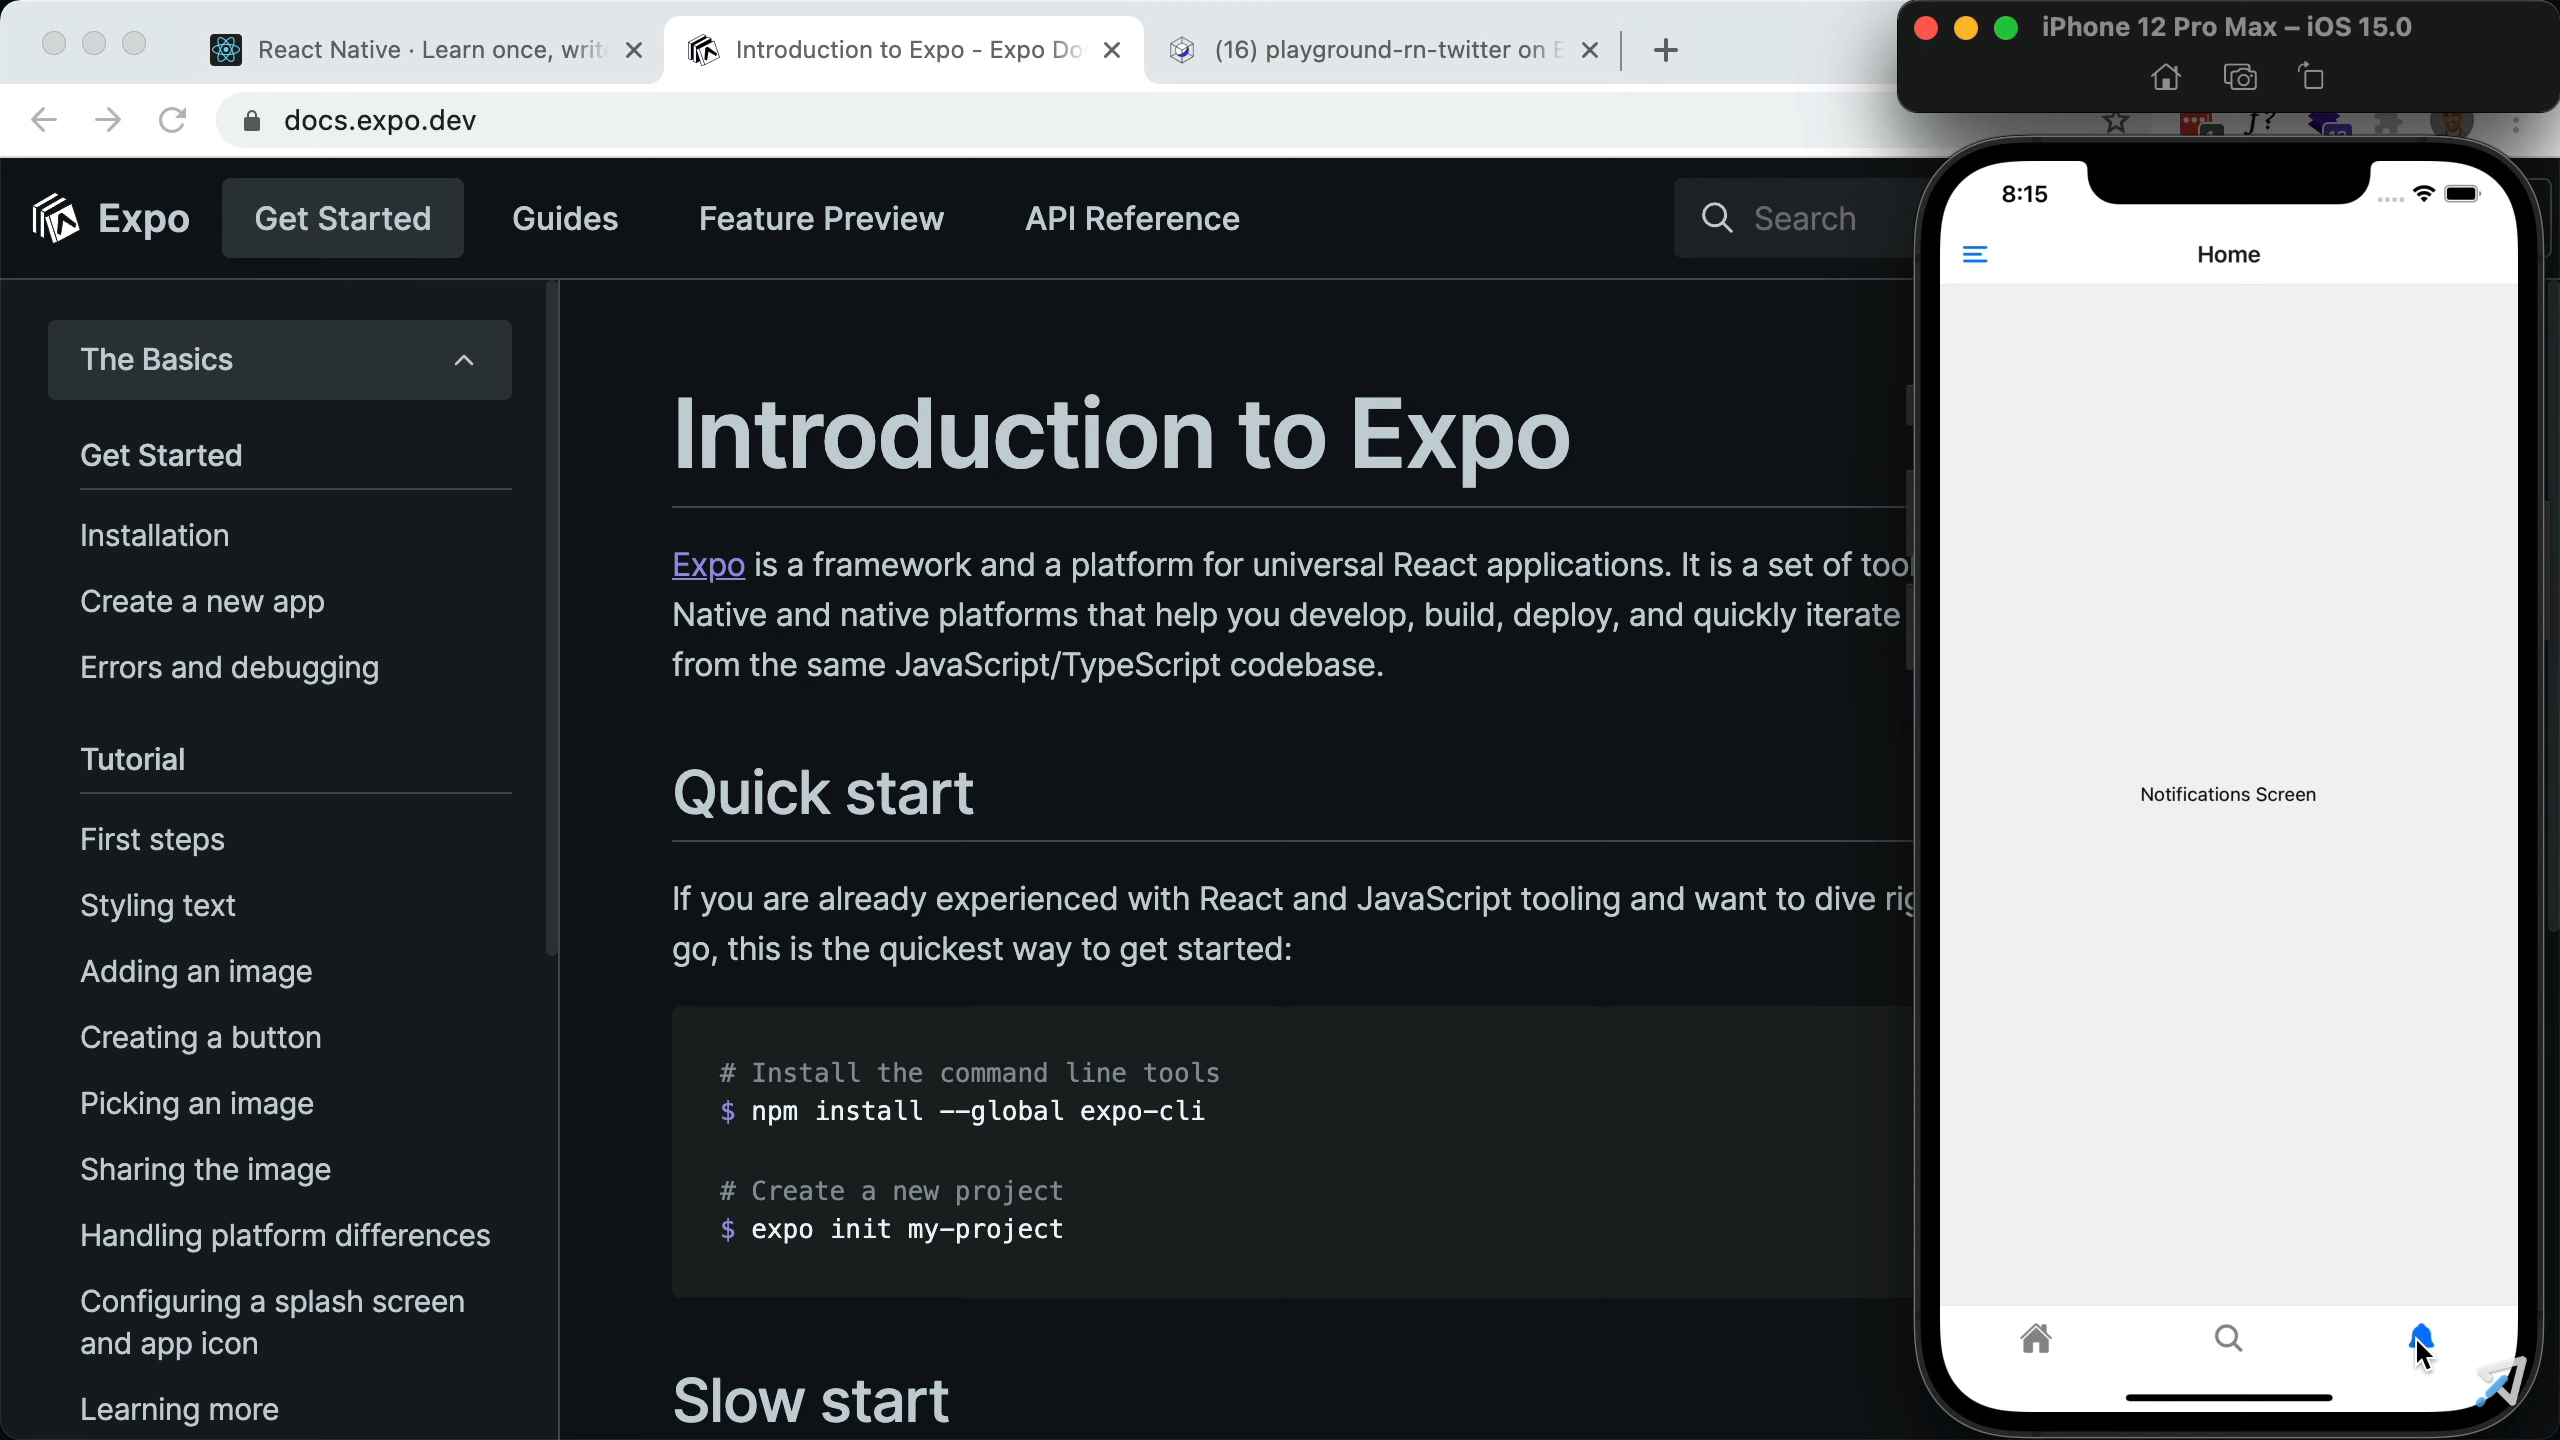 React Native · Learn once, write
Introduction to Expo - Expo Do
(16) playground-rn-twitter on E
docs.expo.dev
Expo
Get Started
Guides
Feature Preview
API Reference
Search
The Basics
Get Started
Installation
Create a new app
Errors and debugging
Tutorial
First steps
Styling text
Adding an image
Creating a button
Picking an image
Sharing the image
Handling platform differences
Configuring a splash screen
and app icon
Learning more
Introduction to Expo
Expo is a framework and a platform for universal React applications. It is a set of tool
Native and native platforms that help you develop, build, deploy, and quickly iterate
from the same JavaScript/TypeScript codebase.
Quick start
If you are already experienced with React and JavaScript tooling and want to dive rig
go, this is the quickest way to get started:
# Install the command line tools
$ npm install --global expo-cli
# Create a new project
$ expo init my-project
Slow start
iPhone 12 Pro Max – iOS 15.0
f?
8:15
Home
Notifications Screen